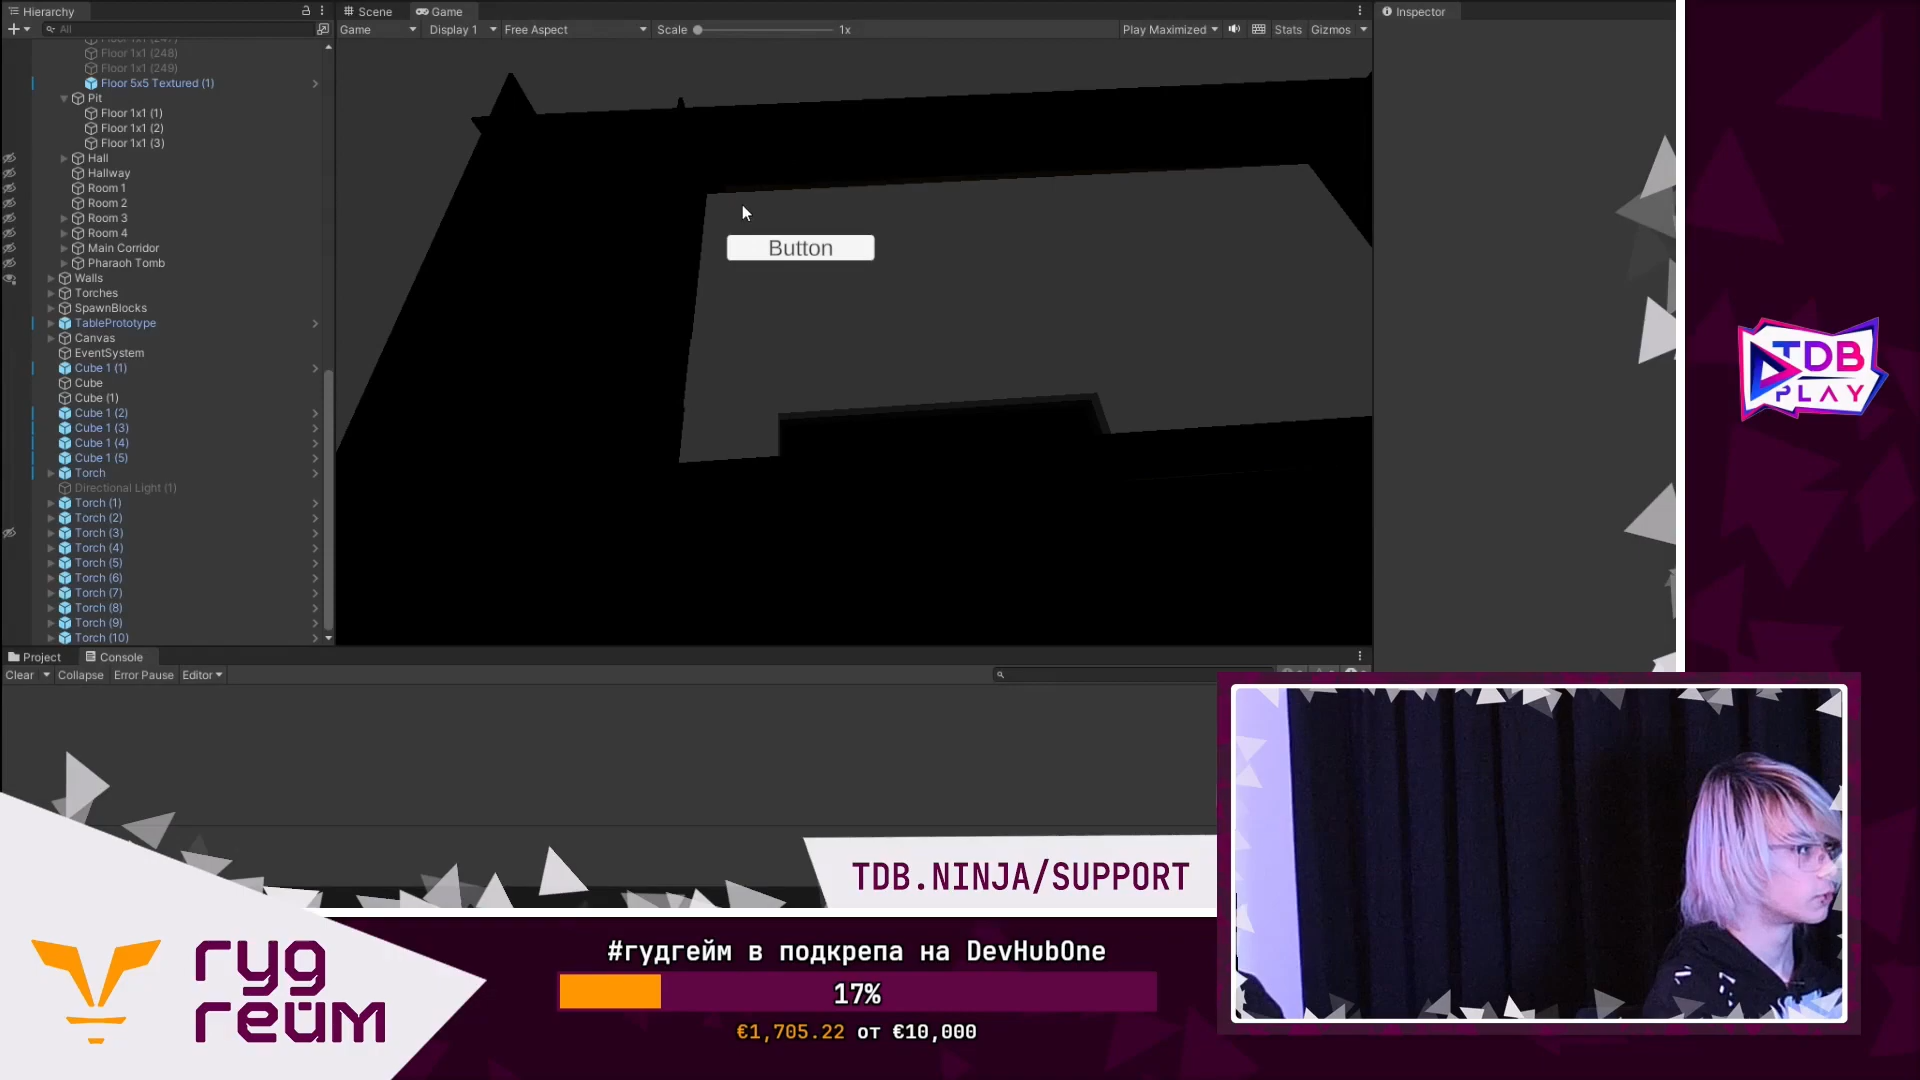 Hierarchy
Scene
Game
Inspector
All
Game
Display 1
Free Aspect
Scale
1x
Play Maximized
Stats
Gizmos
Floor 1x1 (247)
Floor 1x1 (248)
Floor 1x1 (249)
Floor 5x5 Textured (1)
Pit
Floor 1x1 (1)
Floor 1x1 (2)
Floor 1x1 (3)
Hall
Hallway
Room 1
Room 2
Room 3
Room 4
Main Corridor
Pharaoh Tomb
Walls
Torches
SpawnBlocks
TablePrototype
Canvas
EventSystem
Cube 1 (1)
Cube
Cube (1)
Cube 1 (2)
Cube 1 (3)
Cube 1 (4)
Cube 1 (5)
Torch
Directional Light (1)
Torch (1)
Torch (2)
Torch (3)
Torch (4)
Torch (5)
Torch (6)
Torch (7)
Torch (8)
Torch (9)
Torch (10)
Button
Project
Console
Clear
Collapse
Error Pause
Editor
TDB
PLAY
TDB.NINJA/SUPPORT
гуд
гейм
#гудгейм в подкрепа на DevHubOne
17%
€1,705.22 от €10,000